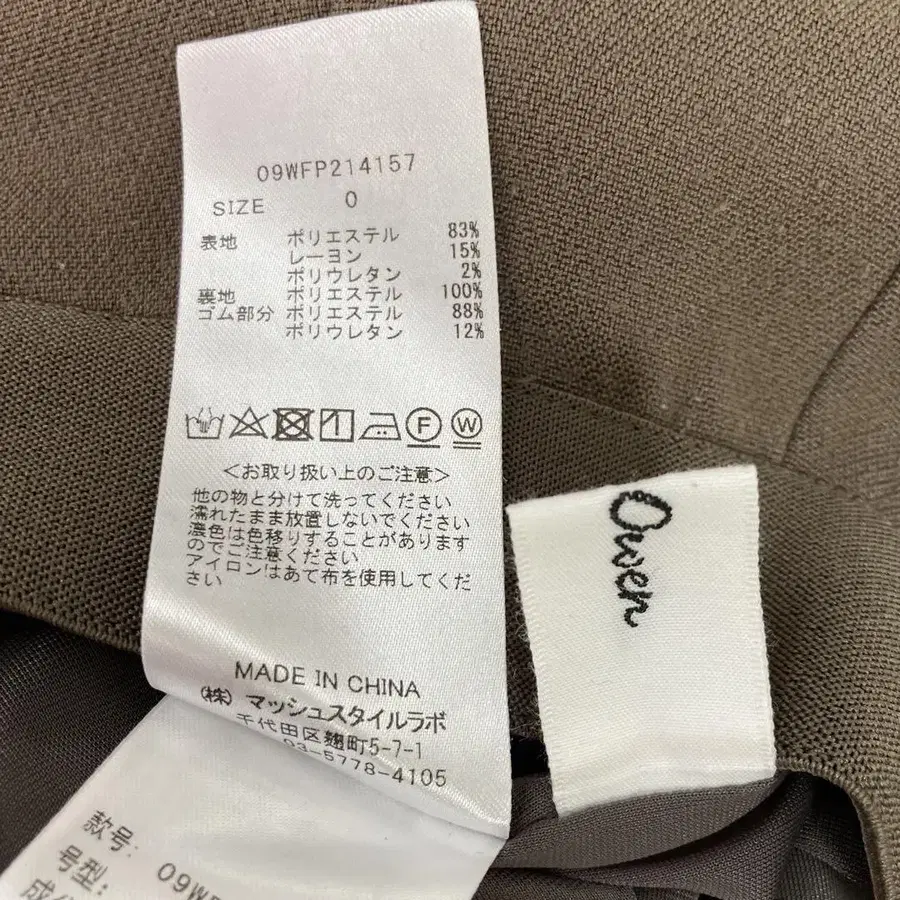 09WFP214157
SIZE 0
表地 ポリエステル 83%
レーヨン 15%
ポリウレタン 2%
裏地 ポリエステル 100%
ゴム部分 ポリエステル 88%
ポリウレタン 12%
F W
<お取り扱い上のご注意>
他の物と分けて洗ってください
濡れたまま放置しないでください
濃色は色移りすることがあります
のでご注意ください
アイロンはあて布を使用してくだ
さい
MADE IN CHINA
(株) マッシュスタイルラボ
千代田区麹町5-7-1
03-5778-4105
Owen
款号:
号型:
09W